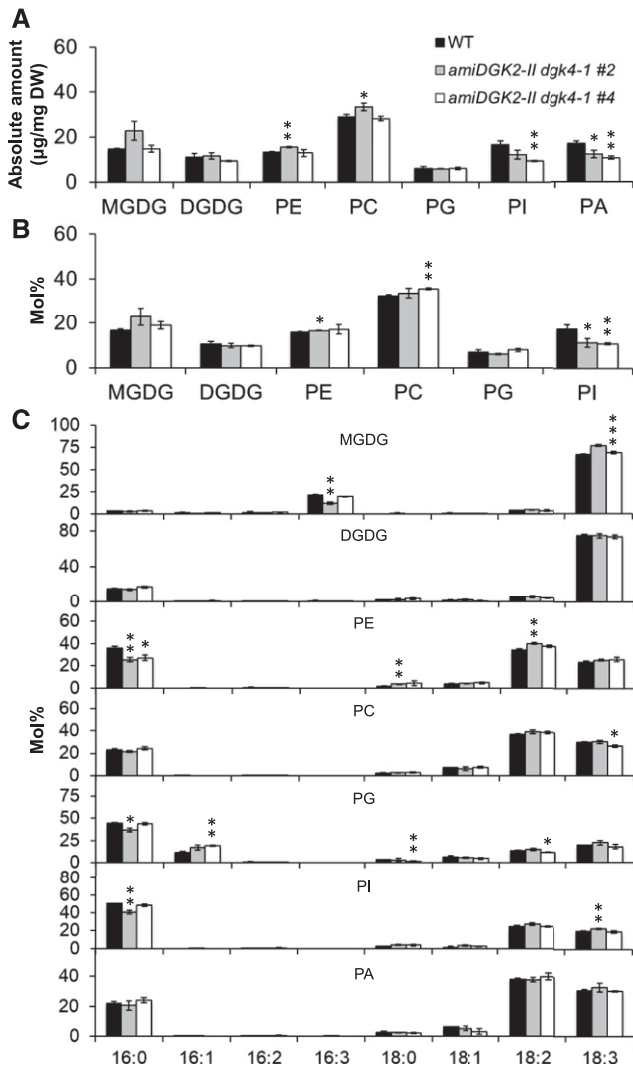 A
Absolute amount
(µg/mg DW)
60
40
20
0
WT
amiDGK2-II dgk4-1 #2
amiDGK2-II dgk4-1 #4
* * * * * * * *
MGDG DGDG PE PC PG PI PA
B
Mol%
60
40
20
0
* * * * * *
MGDG DGDG PE PC PG PI
C
Mol%
MGDG
100
75
50
25
0
* * * * *
DGDG
80
40
0
PE
60
40
20
0
* * * * * * *
PC
60
40
20
0
*
PG
75
50
25
0
* * * * * *
PI
60
40
20
0
* * * *
PA
40
20
0
16:0 16:1 16:2 16:3 18:0 18:1 18:2 18:3